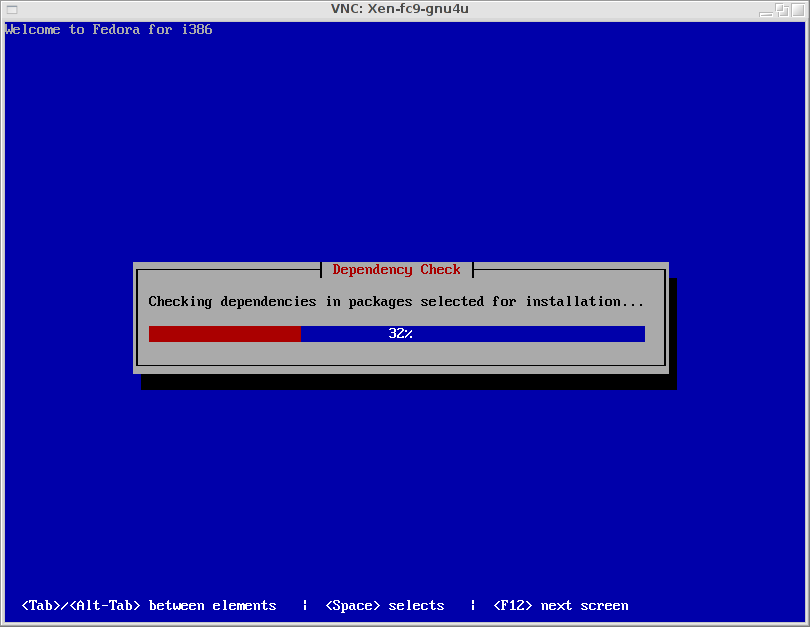 VNC: Xen-fc9-gnu4u
Welcome to Fedora for i386
Dependency Check
Checking dependencies in packages selected for installation...
32%
<Tab>/<Alt-Tab> between elements | <Space> selects | <F12> next screen